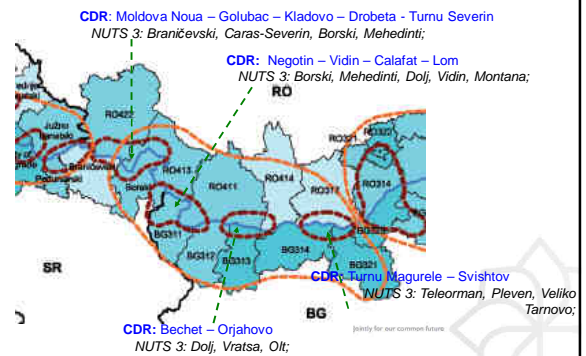 CDR: Moldova Noua – Golubac – Kladovo – Drobeta - Turnu Severin
NUTS 3: Braničevski, Caras-Severin, Borski, Mehedinti;
CDR: Negotin – Vidin – Calafat – Lom
NUTS 3: Borski, Mehedinti, Dolj, Vidin, Montana;
RO
RO422
Južno
RO321
RO322
RO413
RO411
RO414
RO317
RO314
Borski
BG311
BG312
BG313
BG314
BG321
SR
CDR: Turnu Magurele – Svishtov
NUTS 3: Teleorman, Pleven, Veliko
Tarnovo;
BG
CDR: Bechet – Orjahovo
NUTS 3: Dolj, Vratsa, Olt;
Jointly for our common future